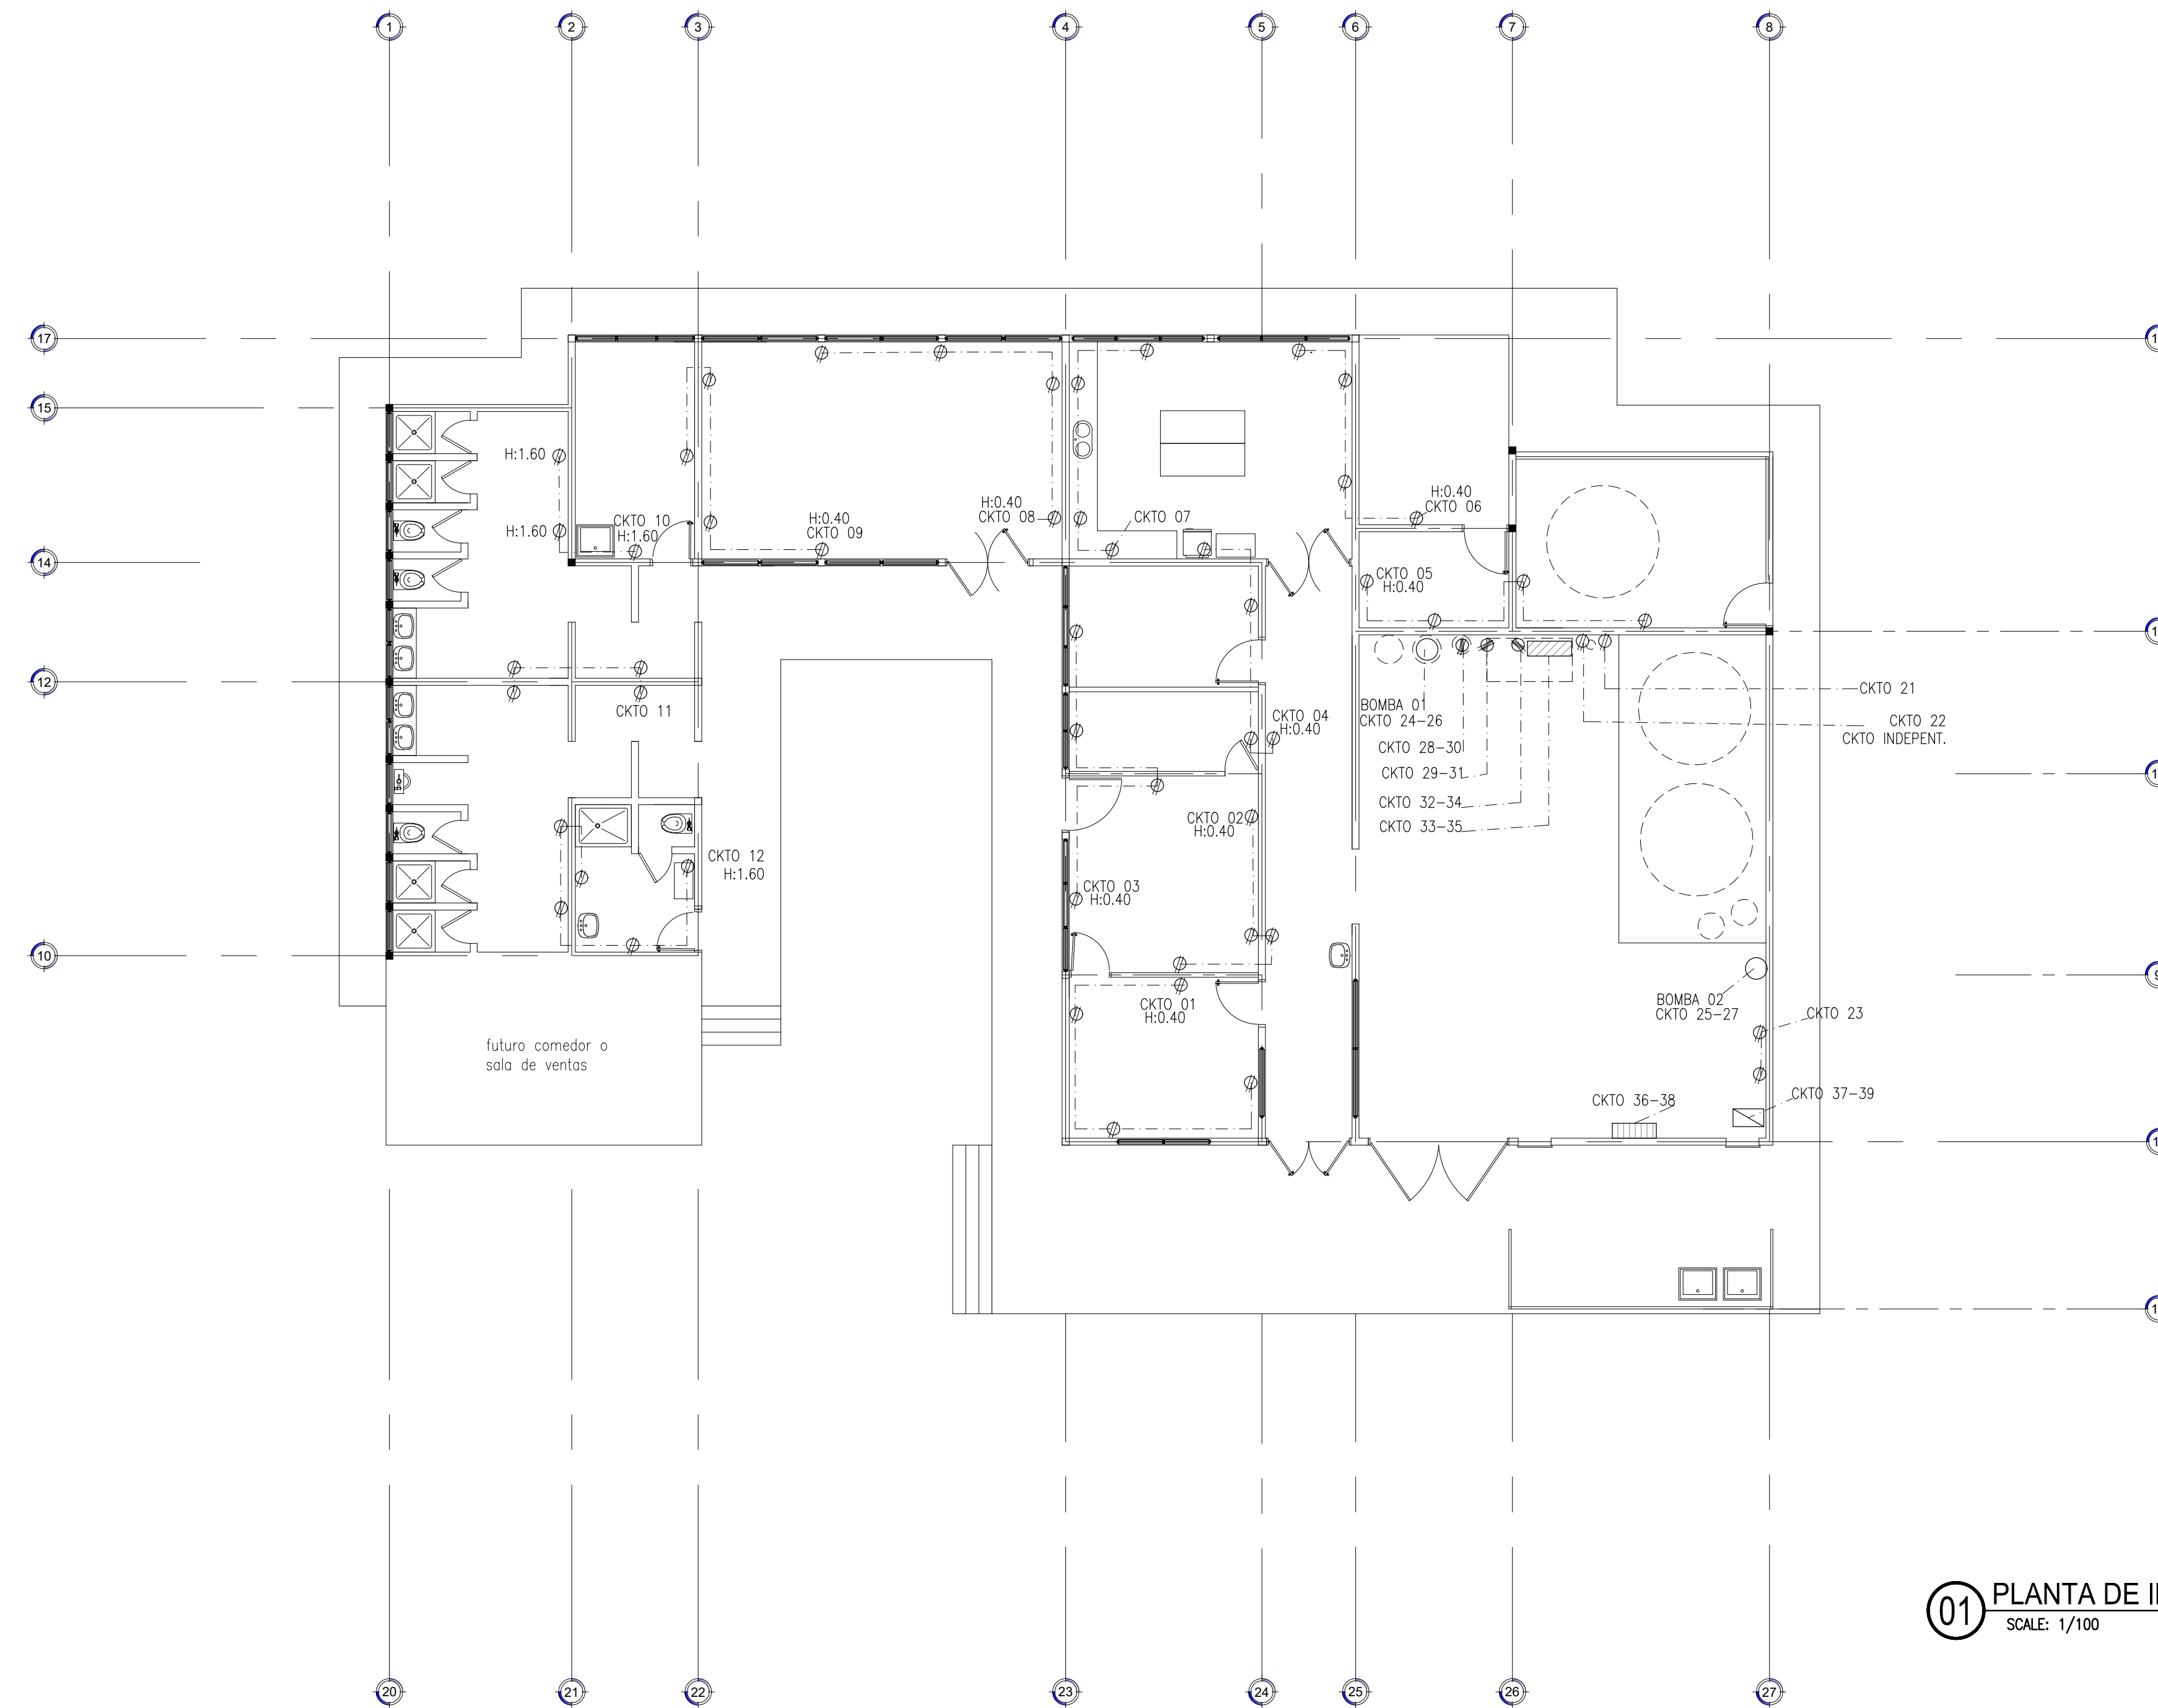 1
2
3
4
5
6
7
8
17
15
H:1.60
H:1.60
CKTO 10
H:1.60
H:0.40
CKTO 09
H:0.40
CKTO 08
CKTO 07
H:0.40
CKTO 06
14
CKTO 05
H:0.40
12
CKTO 11
CKTO 04
H:0.40
BOMBA 01
CKTO 24-26
CKTO 28-30
CKTO 29-31
CKTO 32-34
CKTO 33-35
CKTO 21
CKTO 22
CKTO INDEPENT.
CKTO 02
H:0.40
CKTO 12
H:1.60
CKTO 03
H:0.40
10
CKTO 01
H:0.40
BOMBA 02
CKTO 25-27
CKTO 23
futuro comedor o
sala de ventas
CKTO 36-38
CKTO 37-39
01
PLANTA DE
SCALE: 1/100
20
21
22
23
24
25
26
27